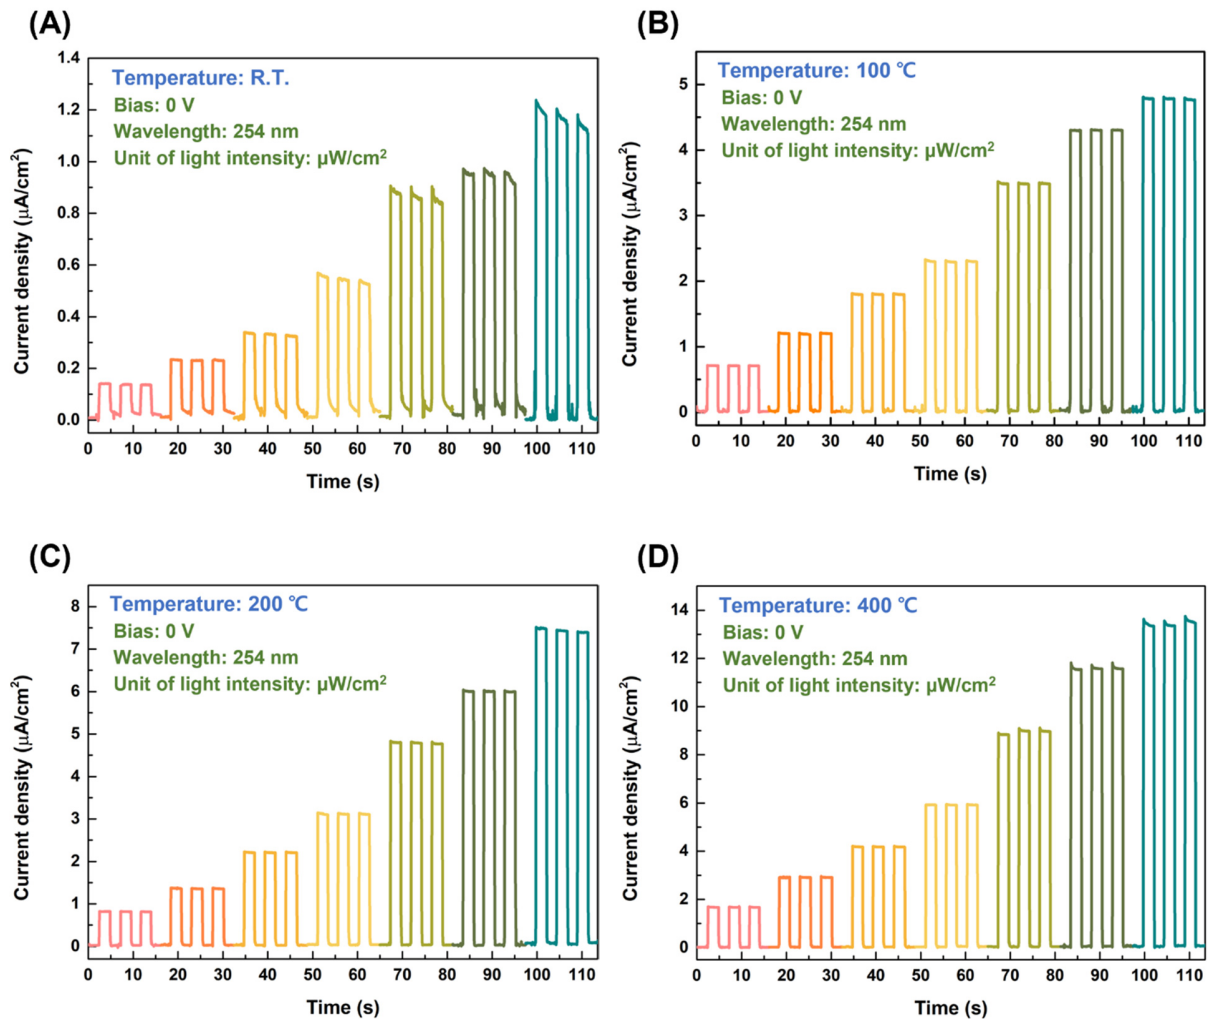 (A)
Temperature: R.T.
Bias: 0 V
Wavelength: 254 nm
Unit of light intensity: μW/cm²
Current density (μA/cm²)
1.4
1.2
1.0
0.8
0.6
0.4
0.2
0.0
0 10 20 30 40 50 60 70 80 90 100 110
Time (s)
(B)
Temperature: 100 ℃
Bias: 0 V
Wavelength: 254 nm
Unit of light intensity: μW/cm²
Current density (μA/cm²)
5
4
3
2
1
0
0 10 20 30 40 50 60 70 80 90 100 110
Time (s)
(C)
Temperature: 200 ℃
Bias: 0 V
Wavelength: 254 nm
Unit of light intensity: μW/cm²
Current density (μA/cm²)
8
7
6
5
4
3
2
1
0
0 10 20 30 40 50 60 70 80 90 100 110
Time (s)
(D)
Temperature: 400 ℃
Bias: 0 V
Wavelength: 254 nm
Unit of light intensity: μW/cm²
Current density (μA/cm²)
14
12
10
8
6
4
2
0
0 10 20 30 40 50 60 70 80 90 100 110
Time (s)